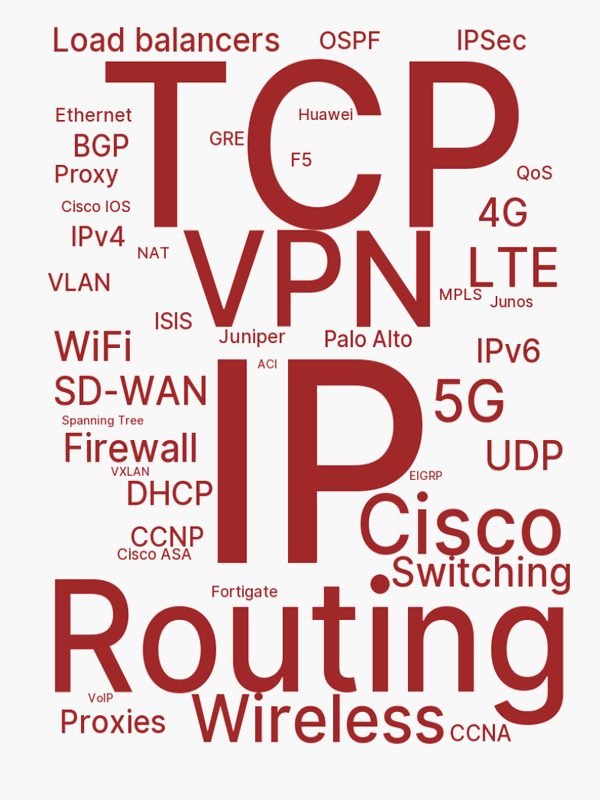 Load balancers
OSPF
IPSec
TCP
Ethernet
Huawei
GRE
BGP
F5
Proxy
QoS
Cisco IOS
4G
IPv4
NAT
VPN
LTE
VLAN
MPLS
Junos
ISIS
Juniper
Palo Alto
WiFi
IPv6
ACI
IP
SD-WAN
5G
Spanning Tree
Firewall
UDP
VXLAN
EIGRP
DHCP
Cisco
CCNP
Cisco ASA
Switching
Fortigate
Routing
VoIP
Wireless
Proxies
CCNA